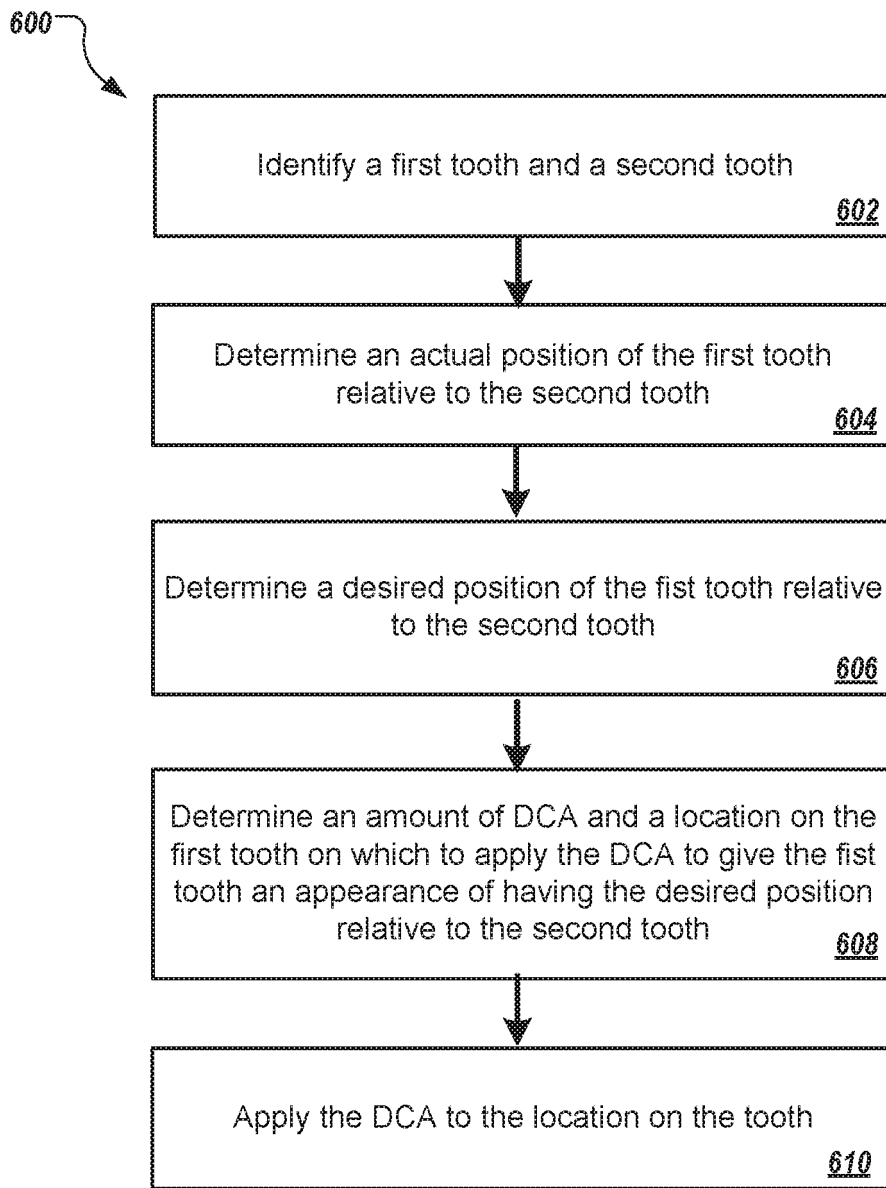 600
Identify a first tooth and a second tooth
602
Determine an actual position of the first tooth
relative to the second tooth
604
Determine a desired position of the fist tooth relative
to the second tooth
606
Determine an amount of DCA and a location on the
first tooth on which to apply the DCA to give the fist
tooth an appearance of having the desired position
relative to the second tooth
608
Apply the DCA to the location on the tooth
610